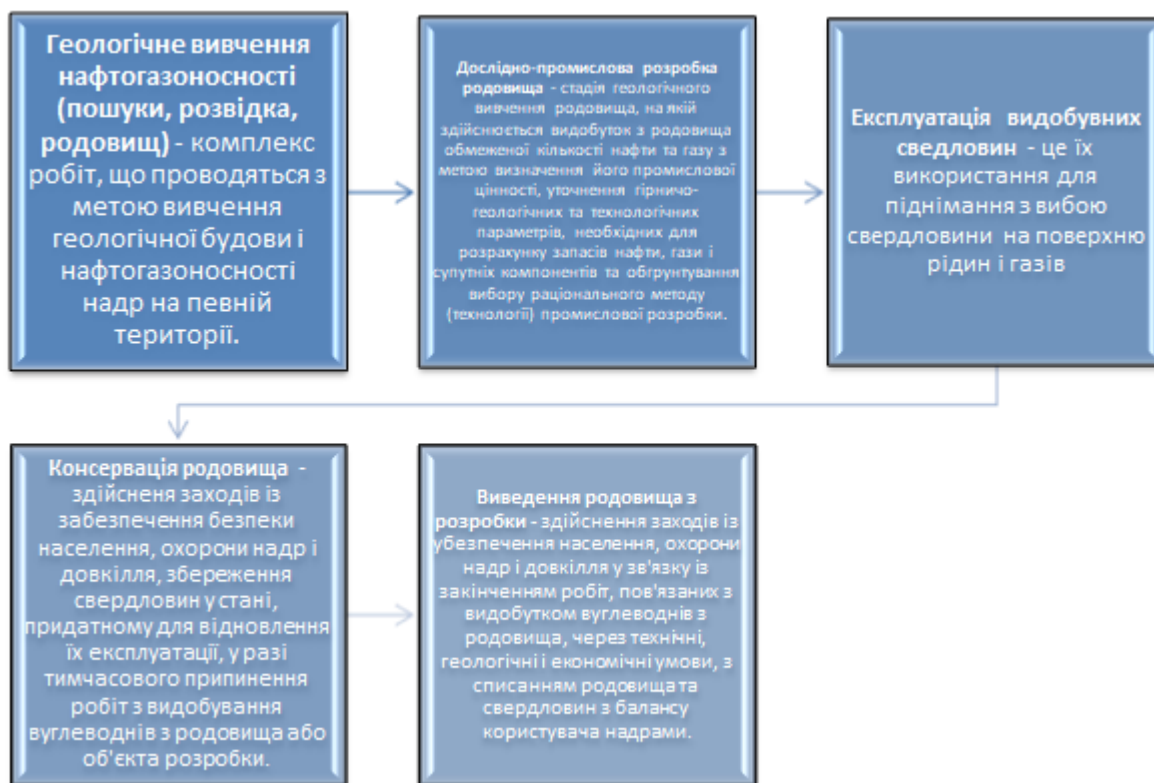 Геологічне вивчення
нафтогазоносності
(пошуки, розвідка,
родовищ) - комплекс
робіт, що проводяться з
метою вивчення
геологічної будови і
нафтогазоносності
надр на певній
території.
Дослідно-промислова розробка
родовища - стадія геологічного
вивчення родовища, на якій
здійснюється видобуток з родовища
обмеженої кількості нафти та газу з
метою визначення його промислової
цінності, уточнення гірничо-
геологічних та технологічних
параметрів, необхідних для
розрахунку запасів нафти, гази і
супутніх компонентів та обгрунтування
вибору раціонального методу
(технології) промислової розробки.
Експлуатація видобувних
сведловин - це їх
використання для
піднімання з вибою
свердловини на поверхню
рідин і газів
Консервація родовища -
здійсненя заходів із
забезпечення безпеки
населення, охорони надр і
довкілля, збереження
свердловин у стані,
придатному для відновлення
їх експлуатації, у разі
тимчасового припинення
робіт з видобування
вуглеводнів з родовища або
об'єкта розробки.
Виведення родовища з
розробки - здійснення заходів із
убезпечення населення, охорони
надр і довкілля у зв'язку із
закінченням робіт, пов'язаних з
видобутком вуглеводнів з
родовища, через технічні,
геологічні і економічні умови, з
списанням родовища та
свердловин з балансу
користувача надрами.